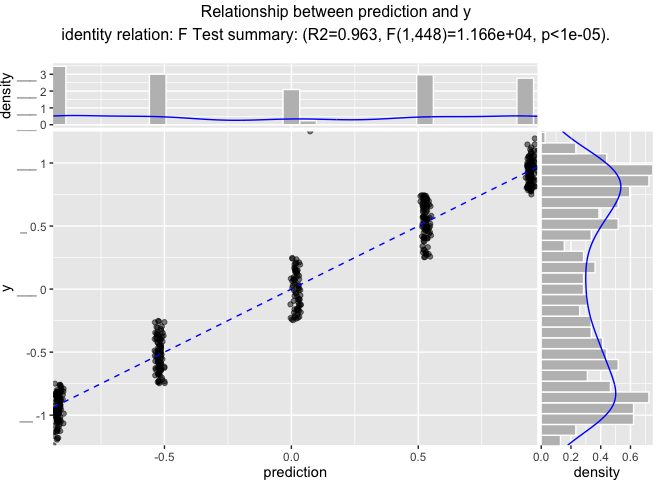 Relationship between prediction and y
identity relation: F Test summary: (R2=0.963, F(1,448)=1.166e+04, p<1e-05).
density
3
2
1
0
y
1
0.5
0
-0.5
-1
-0.5
0.0
0.5
prediction
0.0
0.2
0.4
0.6
density